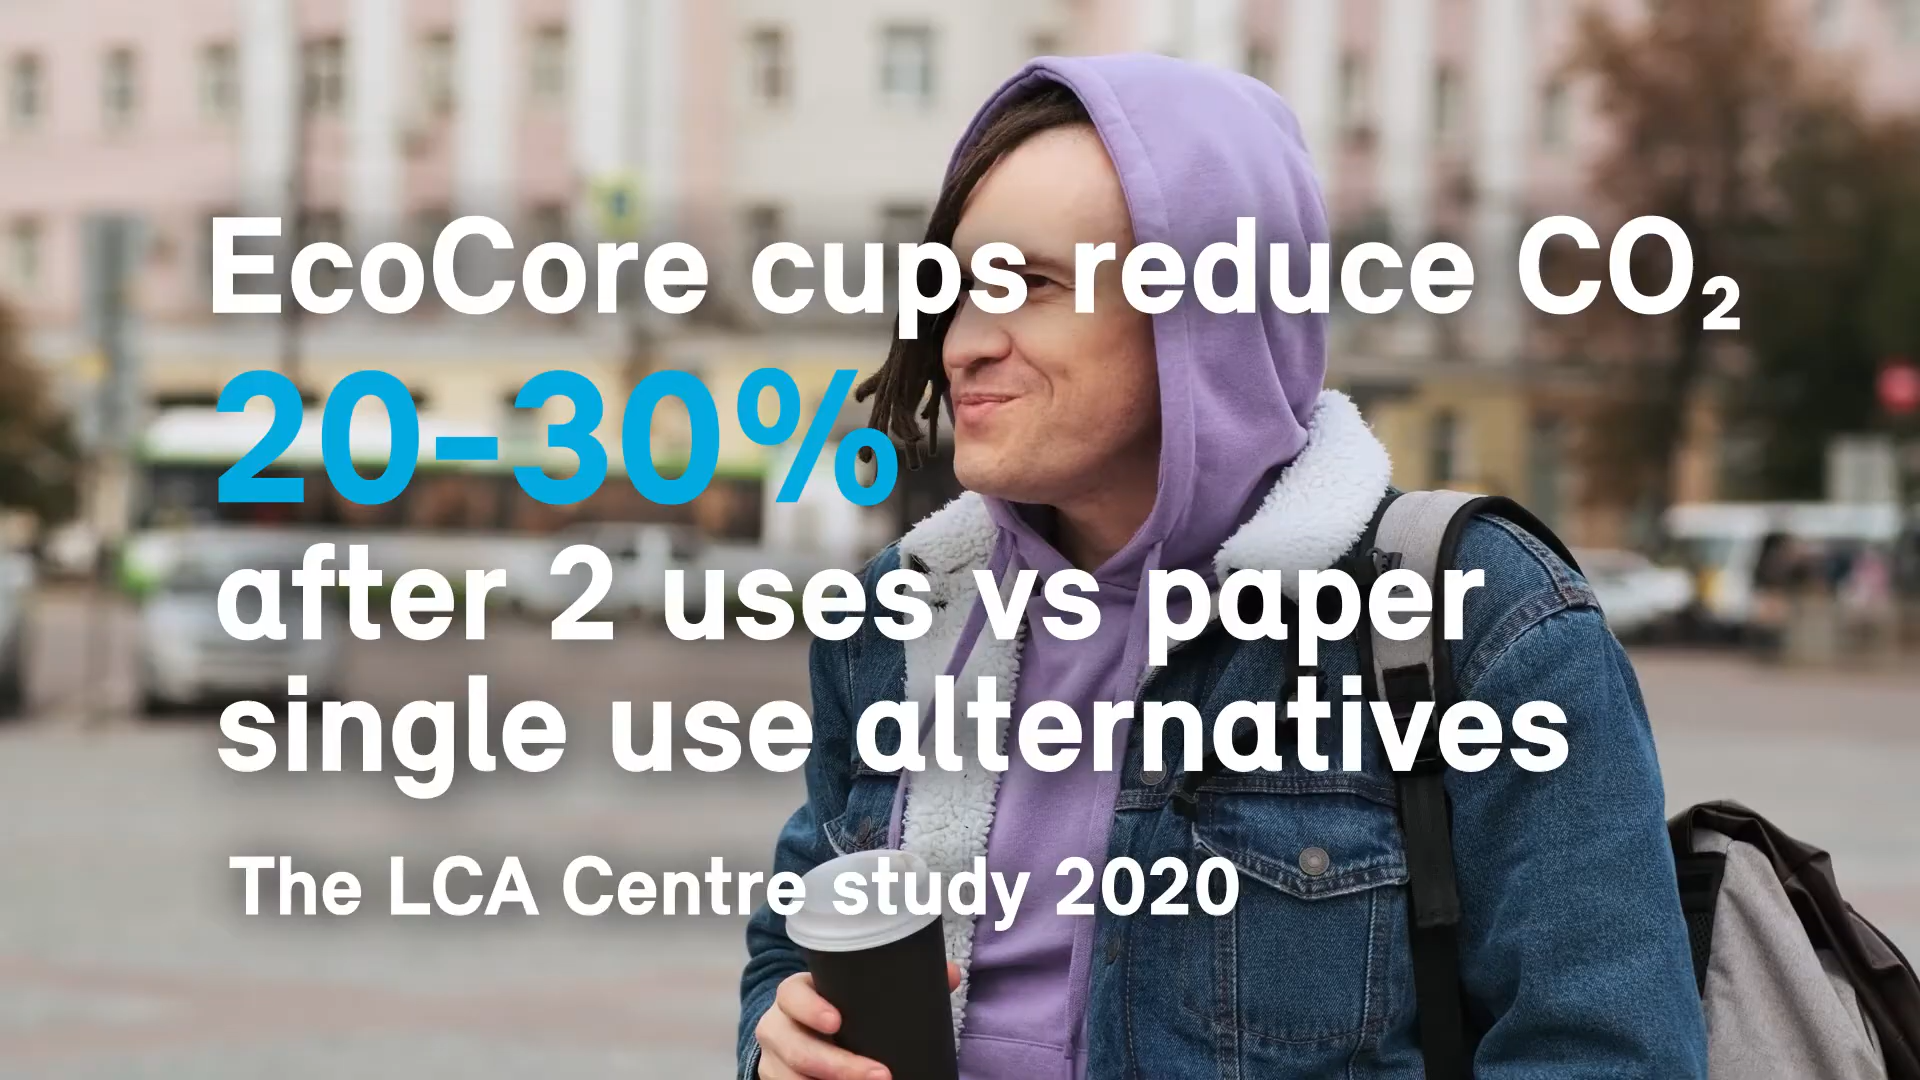 EcoCore cups reduce CO₂
20-30%
after 2 uses vs paper
single use alternatives
The LCA Centre study 2020